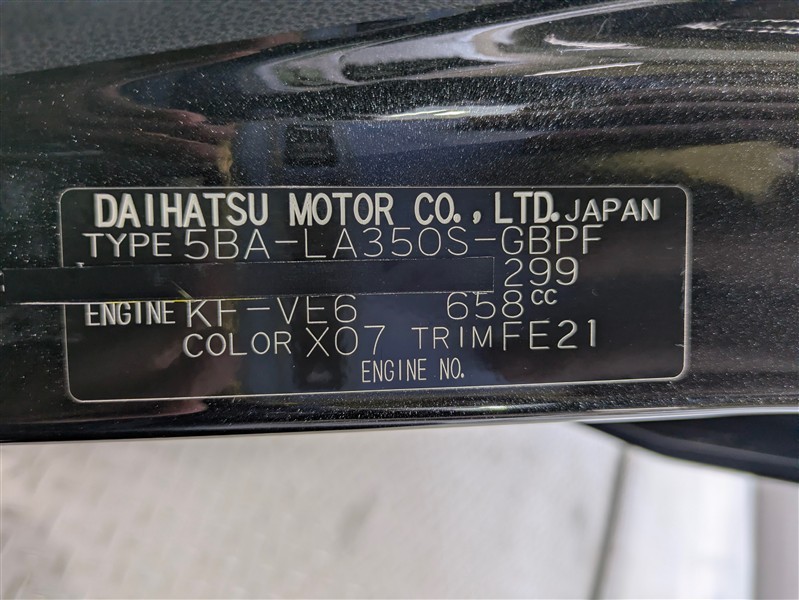 DAIHATSU MOTOR CO., LTD. JAPAN
TYPE 5BA-LA350S-GBPF
299
ENGINE KF-VE6 658CC
COLOR X07 TRIM FE21
ENGINE NO.